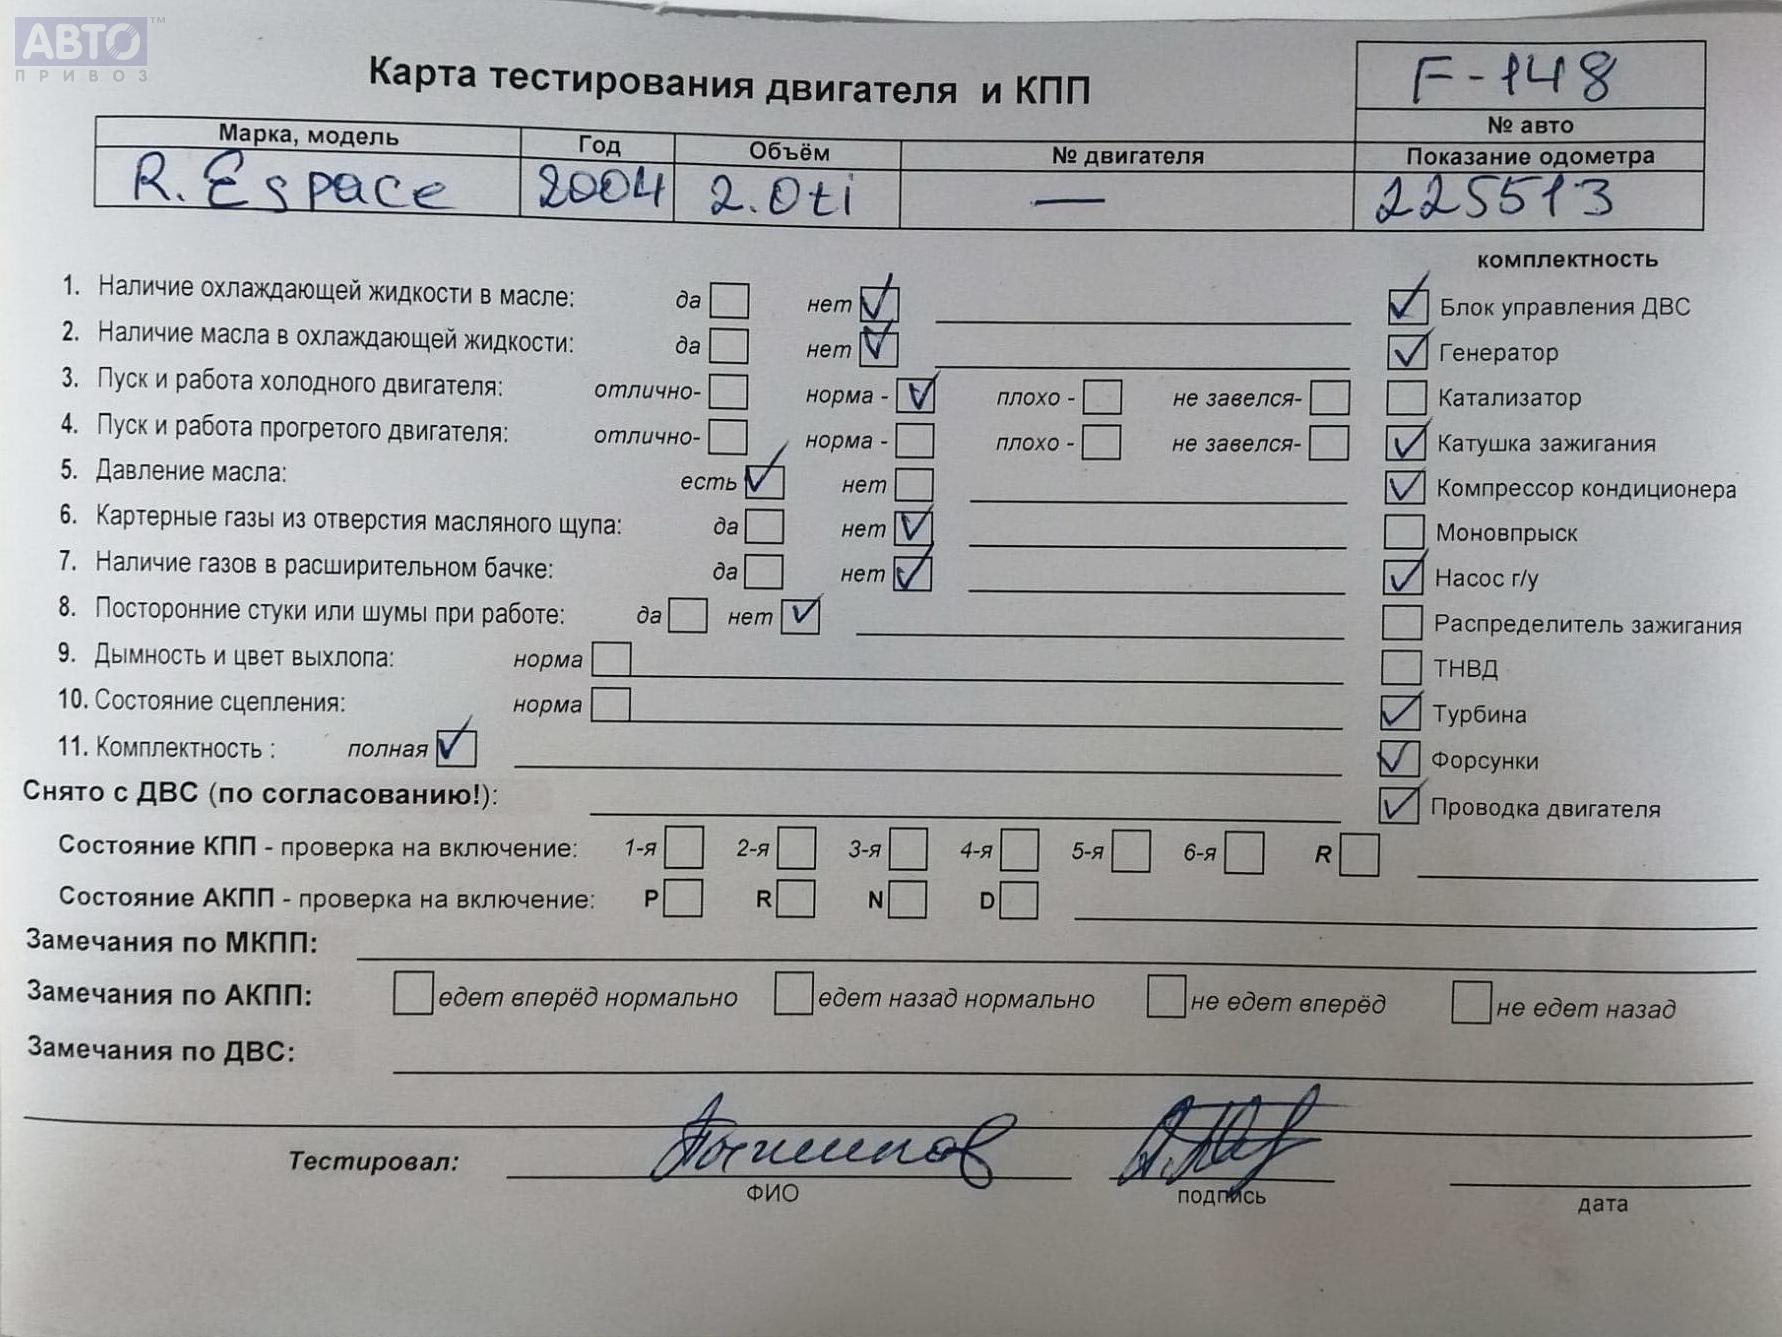 АВТО™
ПРИВОЗ
Карта тестирования двигателя и КПП
F-148
№ авто
Марка, модель Год Объём № двигателя Показание одометра
R. Espace 2004 2.0ti — 225513
комплектность
1. Наличие охлаждающей жидкости в масле: да нет ✓ ✓ Блок управления ДВС
2. Наличие масла в охлаждающей жидкости: да нет ✓ ✓ Генератор
3. Пуск и работа холодного двигателя: отлично- норма - ✓ плохо - не завелся- Катализатор
4. Пуск и работа прогретого двигателя: отлично- норма - плохо - не завелся- ✓ Катушка зажигания
5. Давление масла: есть ✓ нет ✓ Компрессор кондиционера
6. Картерные газы из отверстия масляного щупа: да нет ✓ Моновпрыск
7. Наличие газов в расширительном бачке: да нет ✓ ✓ Насос г/у
8. Посторонние стуки или шумы при работе: да нет ✓ Распределитель зажигания
9. Дымность и цвет выхлопа: норма ТНВД
10. Состояние сцепления: норма ✓ Турбина
11. Комплектность : полная ✓ ✓ Форсунки
Снято с ДВС (по согласованию!): ✓ Проводка двигателя
Состояние КПП - проверка на включение: 1-я 2-я 3-я 4-я 5-я 6-я R
Состояние АКПП - проверка на включение: P R N D
Замечания по МКПП:
Замечания по АКПП: едет вперёд нормально едет назад нормально не едет вперёд не едет назад
Замечания по ДВС:
Тестировал:
ФИО подпись дата